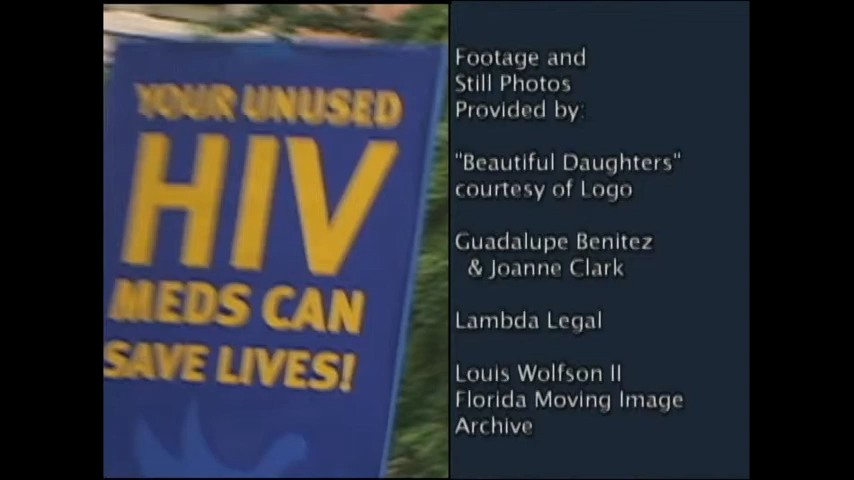 YOUR UNUSED
HIV
MEDS CAN
SAVE LIVES!
Footage and
Still Photos
Provided by:
"Beautiful Daughters"
courtesy of Logo
Guadalupe Benitez
& Joanne Clark
Lambda Legal
Louis Wolfson II
Florida Moving Image
Archive